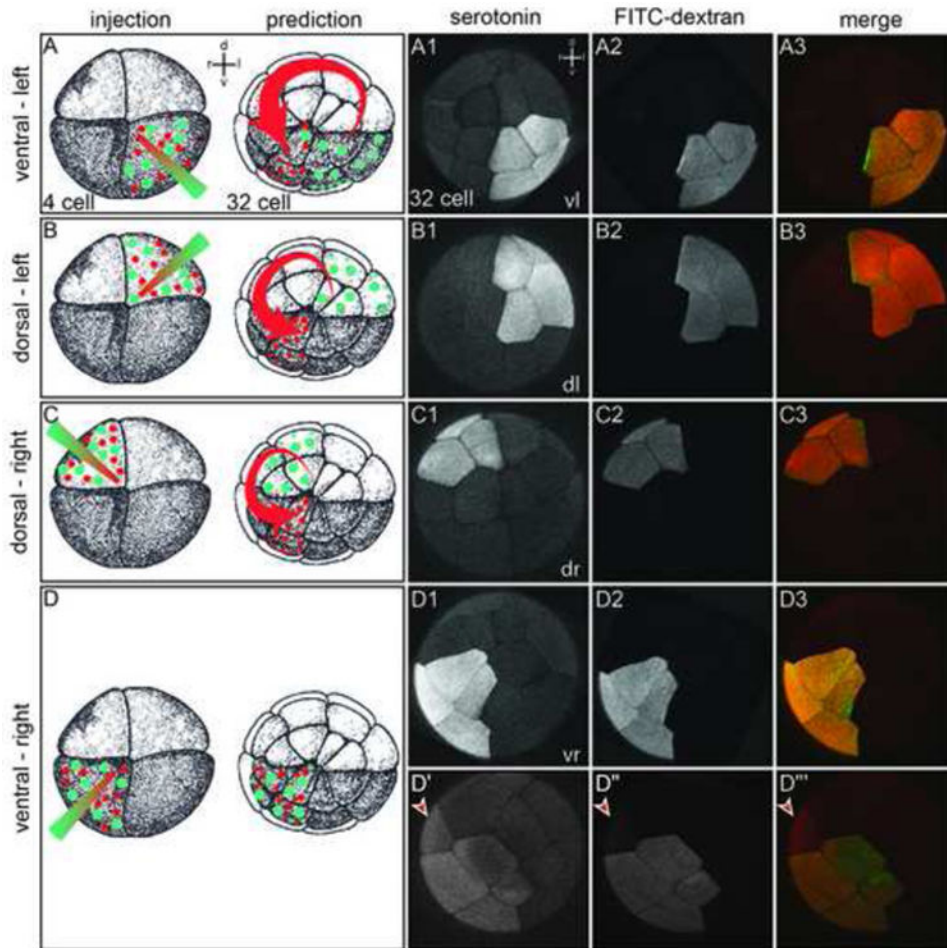 injection prediction serotonin FITC-dextran merge
ventral - left
A
d
r l
v
4 cell
32 cell
A1
d
r l
v
32 cell
vl
A2
A3
dorsal - left
B
B1
dl
B2
B3
dorsal - right
C
C1
dr
C2
C3
ventral - right
D
D1
vr
D2
D3
D'
D"
D"'